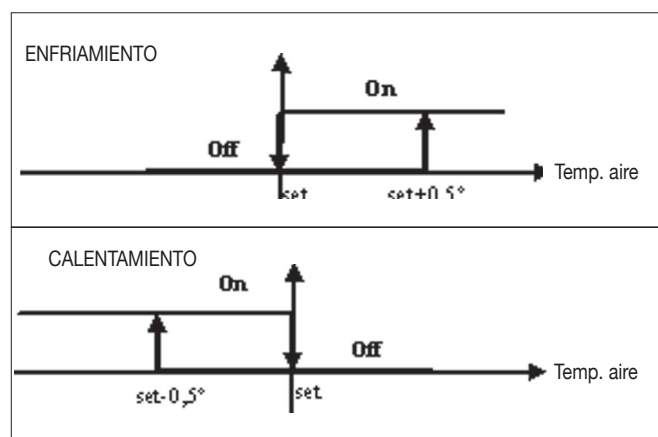 ENFRIAMIENTO
On
Off
Temp. aire
set
set+0.5°
CALENTAMIENTO
On
Off
Temp. aire
set-0,5°
set